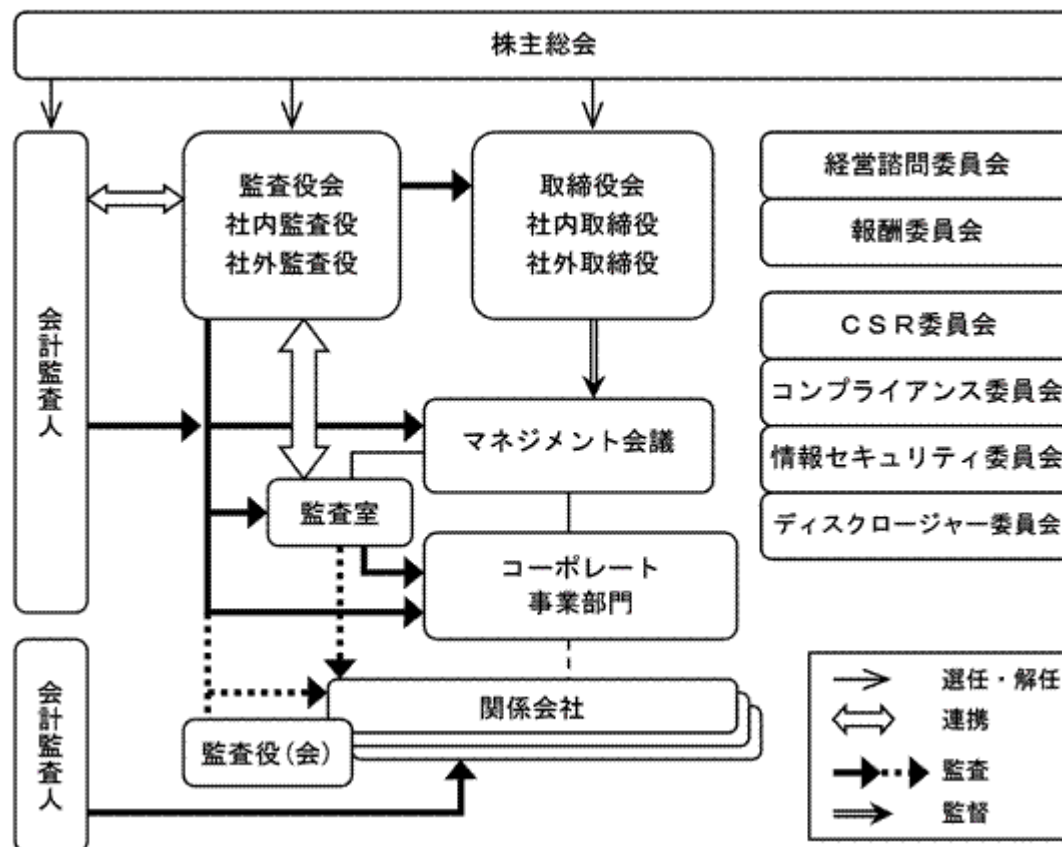 株主総会
監査役会
社内監査役
社外監査役
取締役会
社内取締役
社外取締役
経営諮問委員会
報酬委員会
会計監査人
CSR委員会
コンプライアンス委員会
情報セキュリティ委員会
ディスクロージャー委員会
マネジメント会議
監査室
コーポレート
事業部門
会計監査人
関係会社
監査役(会)
選任・解任
連携
監査
監督